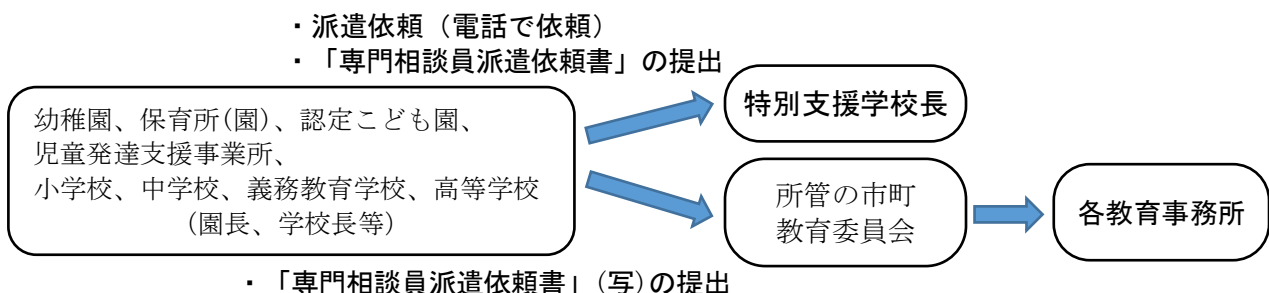 ・派遣依頼（電話で依頼）
・「専門相談員派遣依頼書」の提出
幼稚園、保育所(園)、認定こども園、
児童発達支援事業所、
小学校、中学校、義務教育学校、高等学校
(園長、学校長等)
特別支援学校長
所管の市町
教育委員会
各教育事務所
・「専門相談員派遣依頼書」(写)の提出